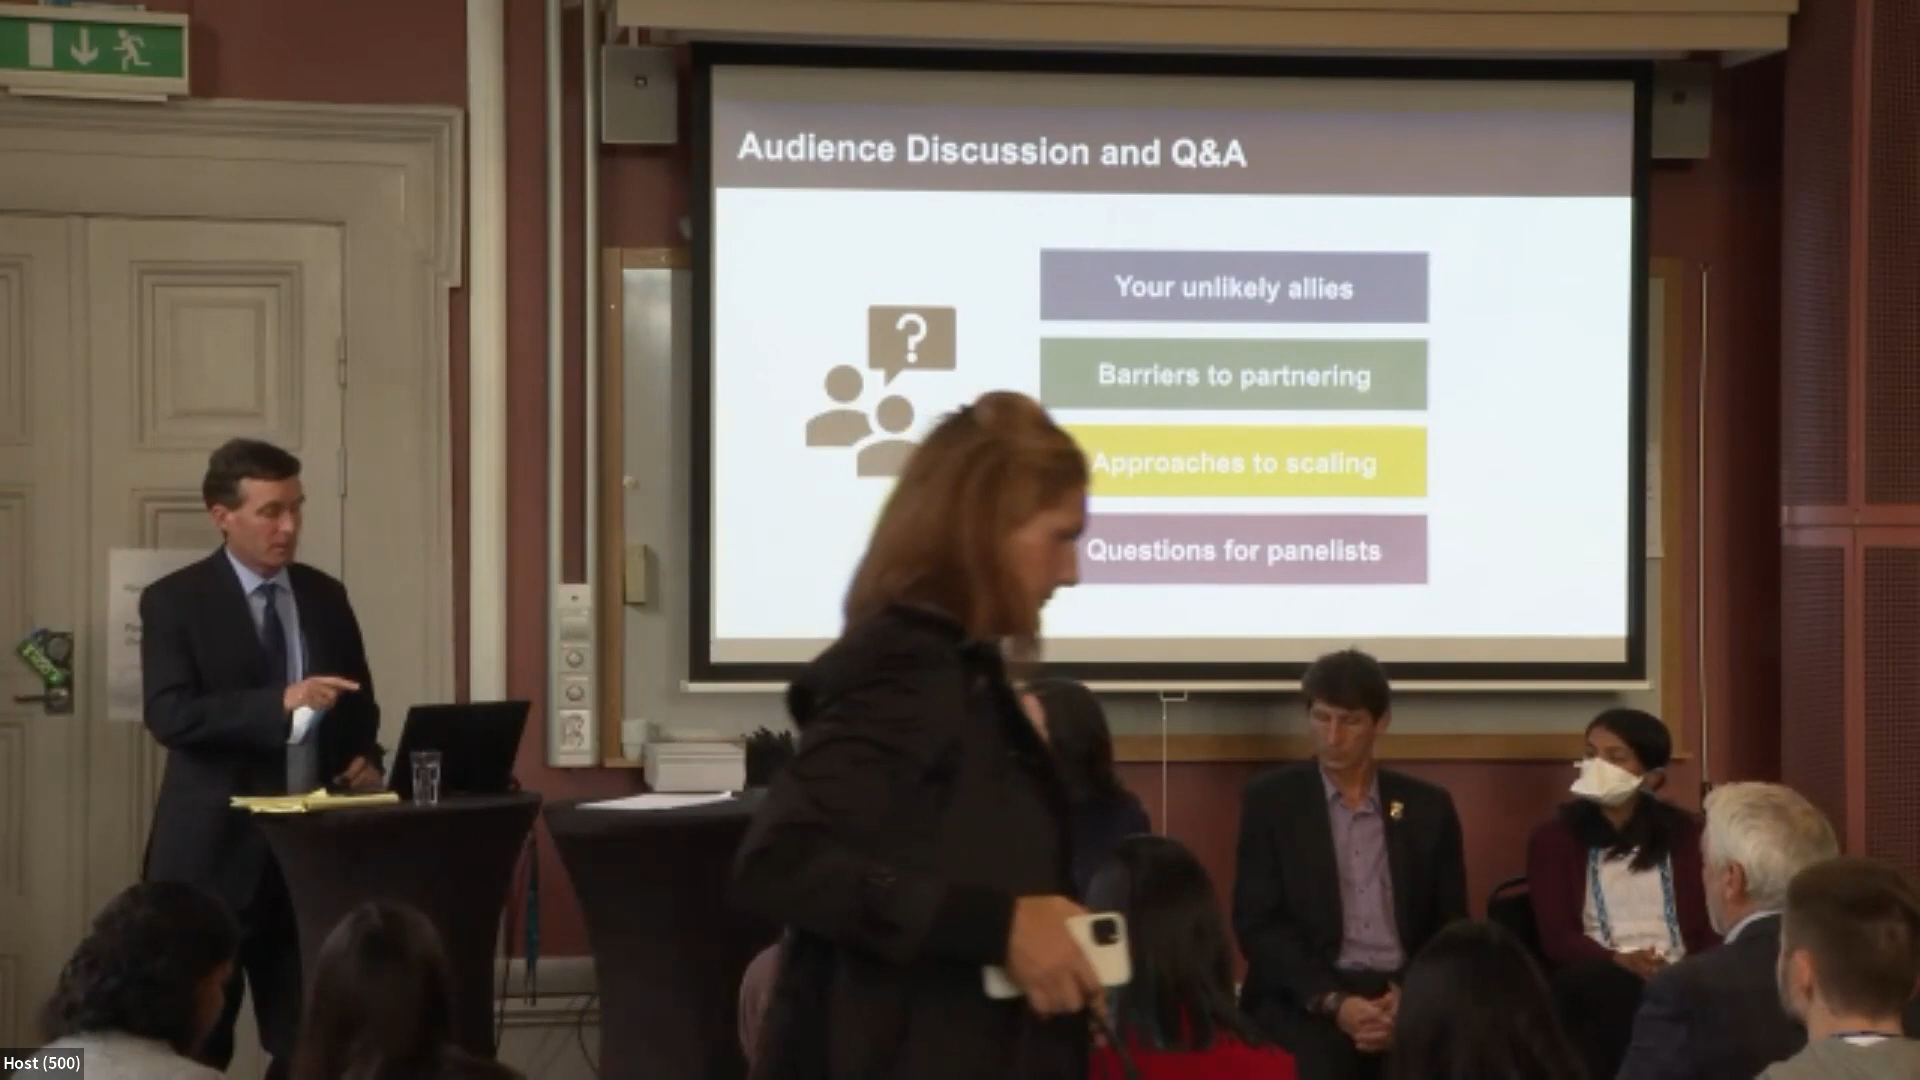 Audience Discussion and Q&A
?
Your unlikely allies
Barriers to partnering
Approaches to scaling
Questions for panelists
Host (500)